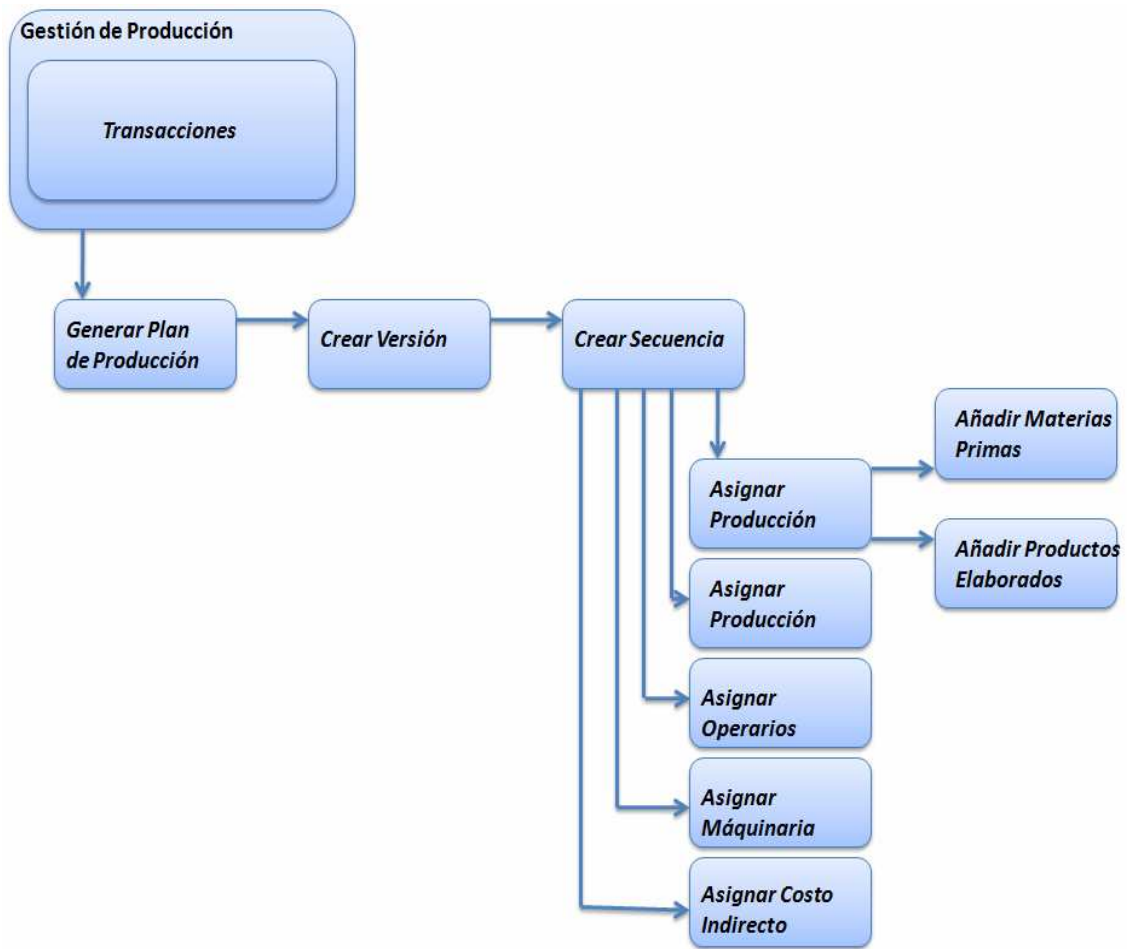 Gestión de Producción
Transacciones
Generar Plan
de Producción
Crear Versión
Crear Secuencia
Asignar
Producción
Añadir Materias
Primas
Añadir Productos
Elaborados
Asignar
Producción
Asignar
Operarios
Asignar
Máquinaria
Asignar Costo
Indirecto